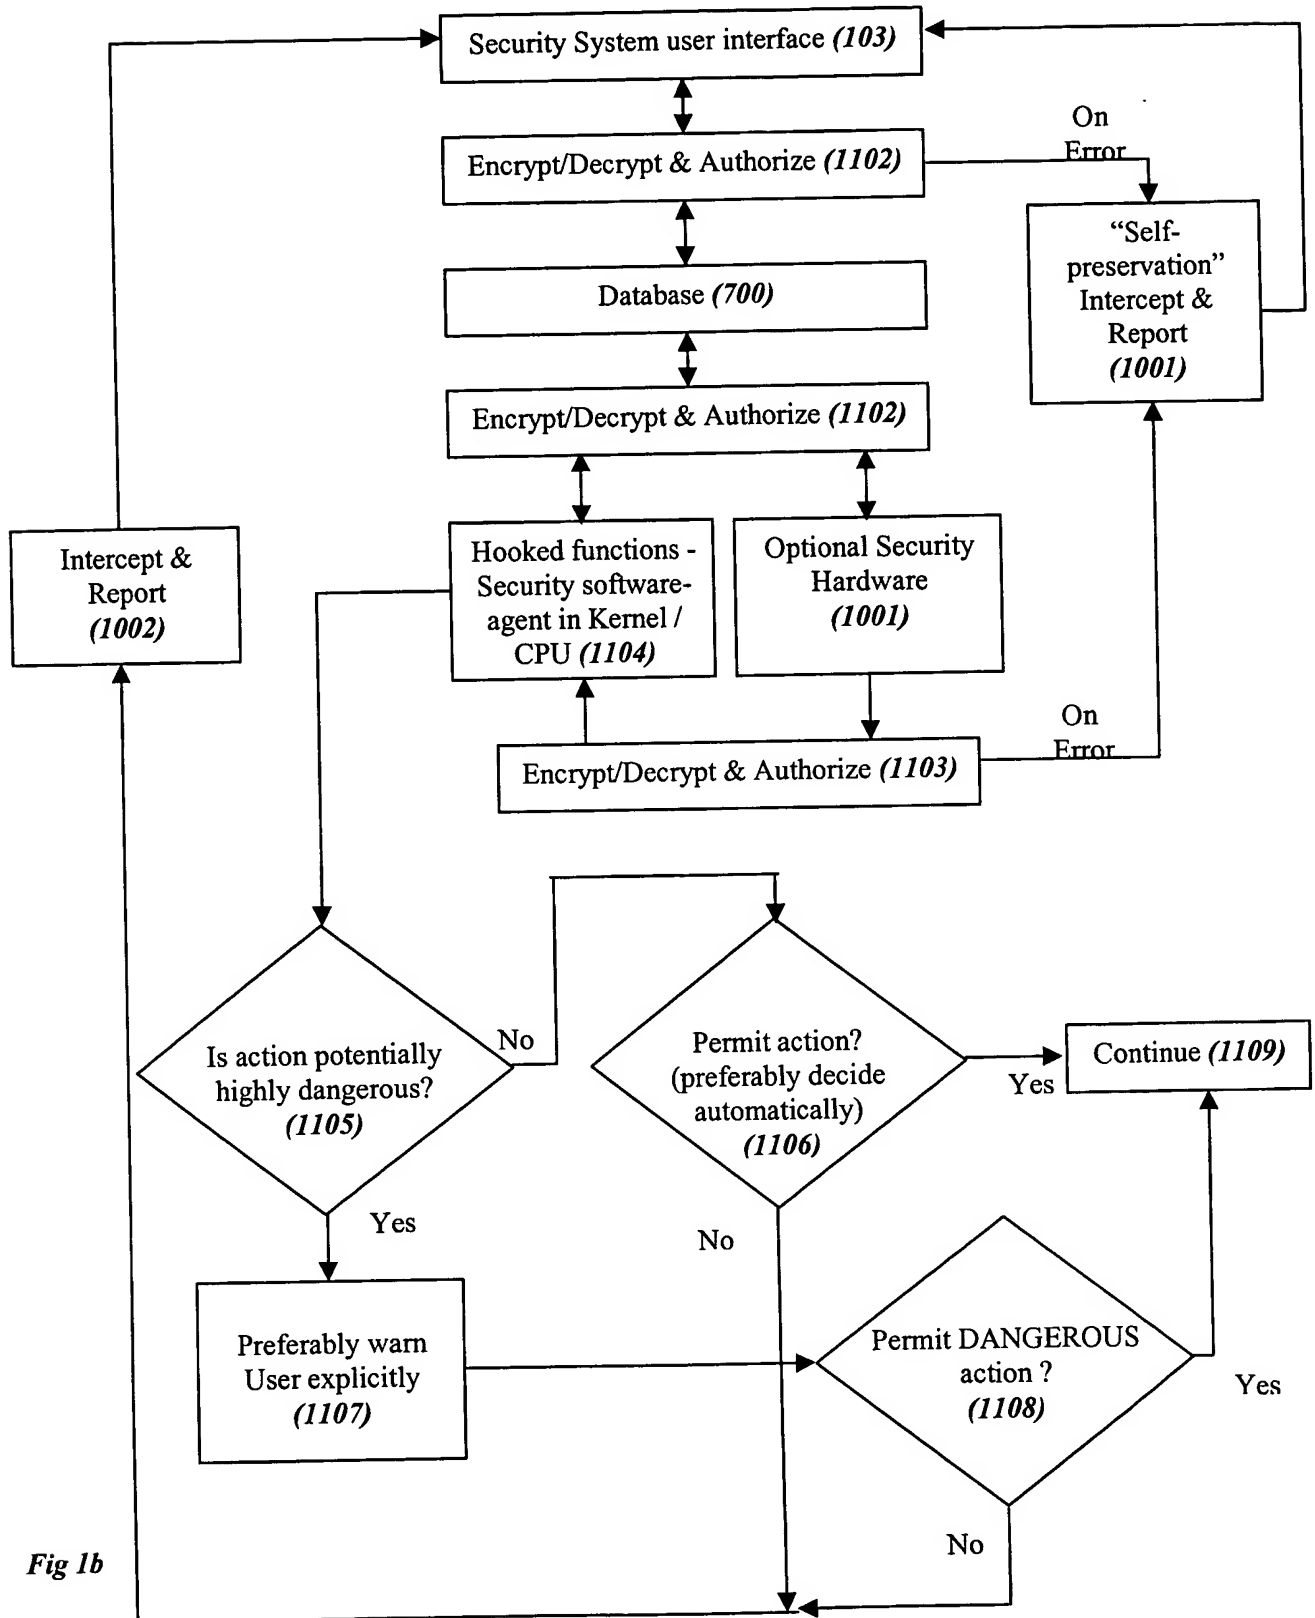 Security System user interface (103)
On
Error
Encrypt/Decrypt & Authorize (1102)
“Self-
preservation”
Intercept &
Report
(1001)
Database (700)
Encrypt/Decrypt & Authorize (1102)
Intercept &
Report
(1002)
Hooked functions -
Security software-
agent in Kernel /
CPU (1104)
Optional Security
Hardware
(1001)
On
Error
Encrypt/Decrypt & Authorize (1103)
Is action potentially
highly dangerous?
(1105)
No
Permit action?
(preferably decide
automatically)
(1106)
Yes
Continue (1109)
Yes
No
Preferably warn
User explicitly
(1107)
Permit DANGEROUS
action ?
(1108)
Yes
No
Fig 1b